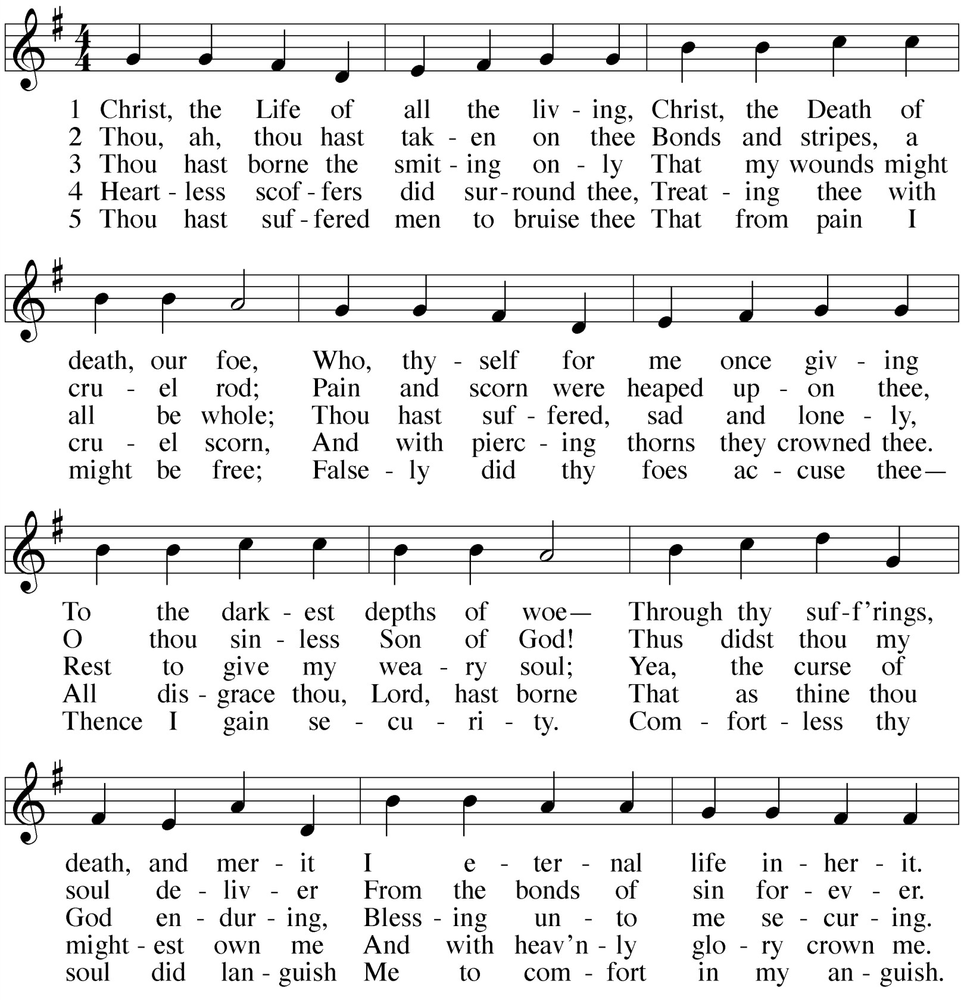 4
4
1 Christ, the Life of all the liv - ing, Christ, the Death of
2 Thou, ah, thou hast tak - en on thee Bonds and stripes, a
3 Thou hast borne the smit - ing on - ly That my wounds might
4 Heart - less scof - fers did sur - round thee, Treat - ing thee with
5 Thou hast suf - fered men to bruise thee That from pain I
death, our foe, Who, thy - self for me once giv - ing
cru - el rod; Pain and scorn were heaped up - on thee,
all be whole; Thou hast suf - fered, sad and lone - ly,
cru - el scorn, And with pierc - ing thorns they crowned thee.
might be free; False - ly did thy foes ac - cuse thee—
To the dark - est depths of woe— Through thy suf - f’rings,
O thou sin - less Son of God! Thus didst thou my
Rest to give my wea - ry soul; Yea, the curse of
All dis - grace thou, Lord, hast borne That as thine thou
Thence I gain se - cu - ri - ty. Com - fort - less thy
death, and mer - it I e - ter - nal life in - her - it.
soul de - liv - er From the bonds of sin for - ev - er.
God en - dur - ing, Bless - ing un - to me se - cur - ing.
might - est own me And with heav’n - ly glo - ry crown me.
soul did lan - guish Me to com - fort in my an - guish.